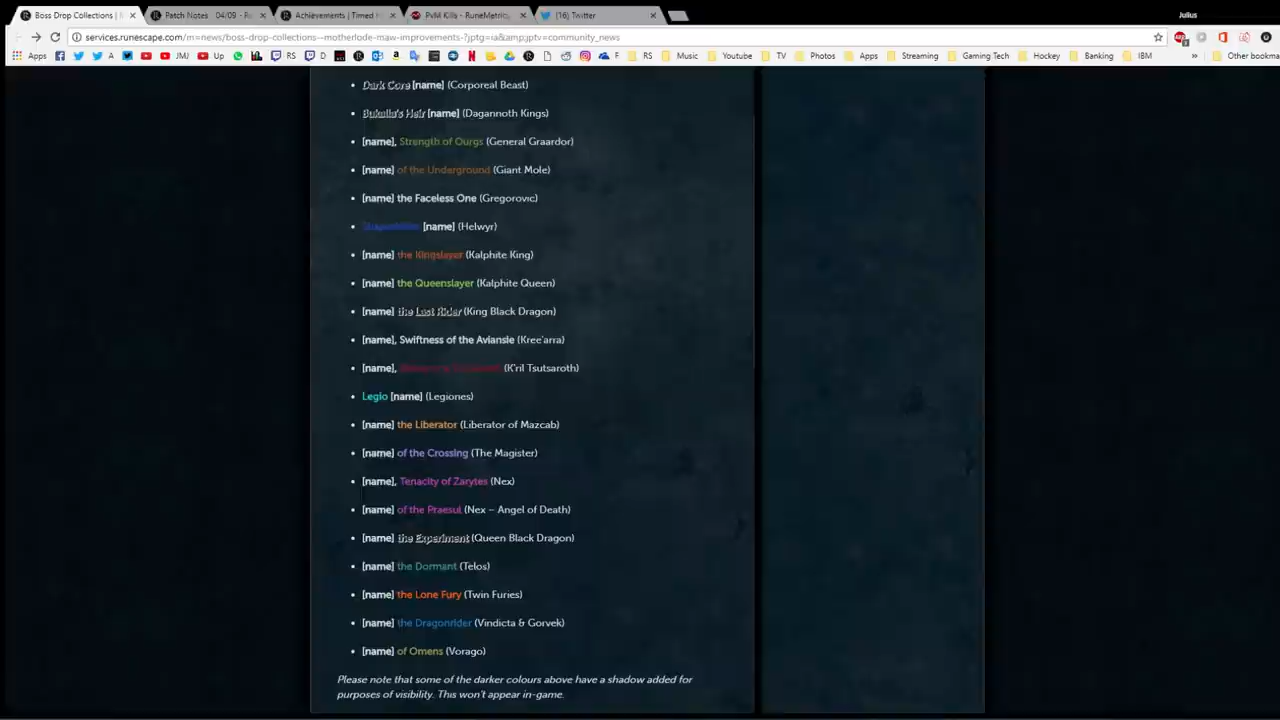 Boss Drop Collections |
Patch Notes 04/09 - Ru
Achievements | Timed H
PvM Kills - RuneMetrics
(16) Twitter
Julius
services.runescape.com/m=news/boss-drop-collections--motherlode-maw-improvements-?jptg=ia&amp;jptv=community_news
Apps A JMJ Up RS D F RS Music Youtube TV Photos Apps Streaming Gaming Tech Hockey Banking IBM » Other bookma
• Dark Core [name] (Corporeal Beast)
• Bukalla's Heir [name] (Dagannoth Kings)
• [name], Strength of Ourgs (General Graardor)
• [name] of the Underground (Giant Mole)
• [name] the Faceless One (Gregorovic)
• [name] (Helwyr)
• [name] the Kingslayer (Kalphite King)
• [name] the Queenslayer (Kalphite Queen)
• [name] the Last Rider (King Black Dragon)
• [name], Swiftness of the Aviansie (Kree'arra)
• [name], (K'ril Tsutsaroth)
• Legio [name] (Legiones)
• [name] the Liberator (Liberator of Mazcab)
• [name] of the Crossing (The Magister)
• [name], Tenacity of Zarytes (Nex)
• [name] of the Praesul (Nex – Angel of Death)
• [name] the Experiment (Queen Black Dragon)
• [name] the Dormant (Telos)
• [name] the Lone Fury (Twin Furies)
• [name] the Dragonrider (Vindicta & Gorvek)
• [name] of Omens (Vorago)
Please note that some of the darker colours above have a shadow added for
purposes of visibility. This won't appear in-game.